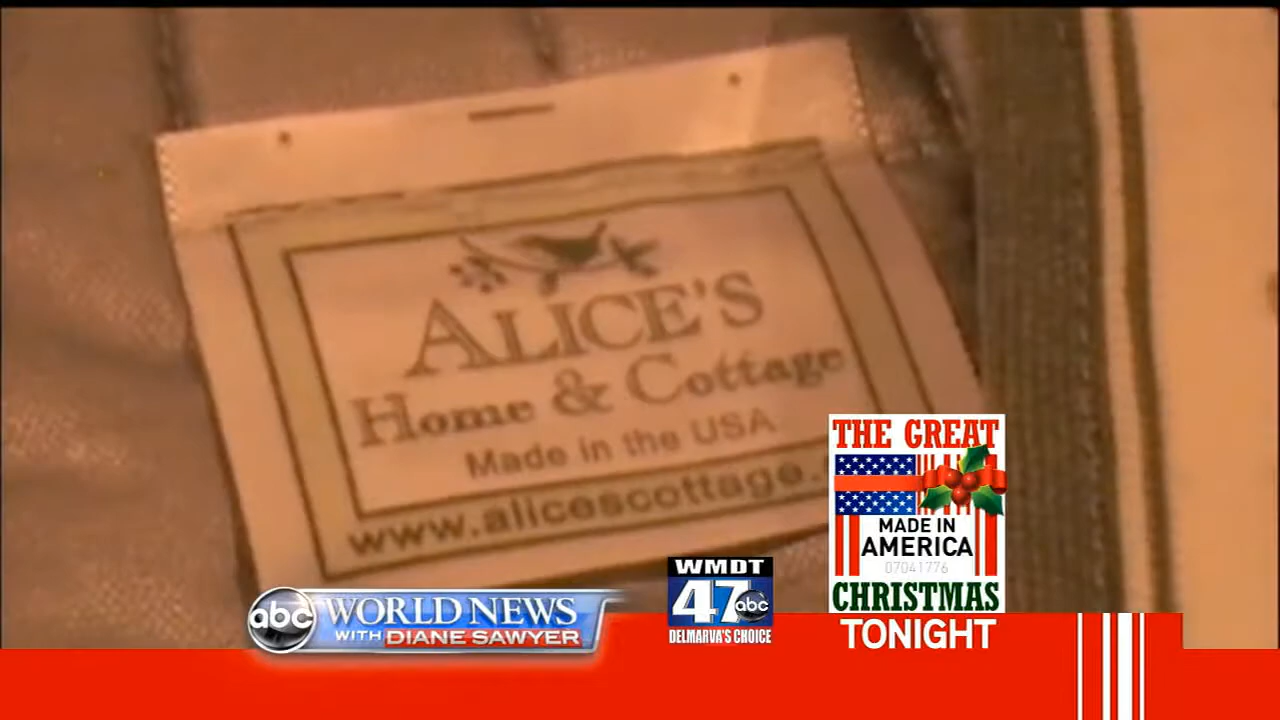 ALICE'S
Home & Cottage
Made in the USA
www.alicescottage.
THE GREAT
MADE IN
AMERICA
07041776
CHRISTMAS
TONIGHT
WMDT
47 abc
DELMARVA'S CHOICE
abc WORLD NEWS
WITH DIANE SAWYER